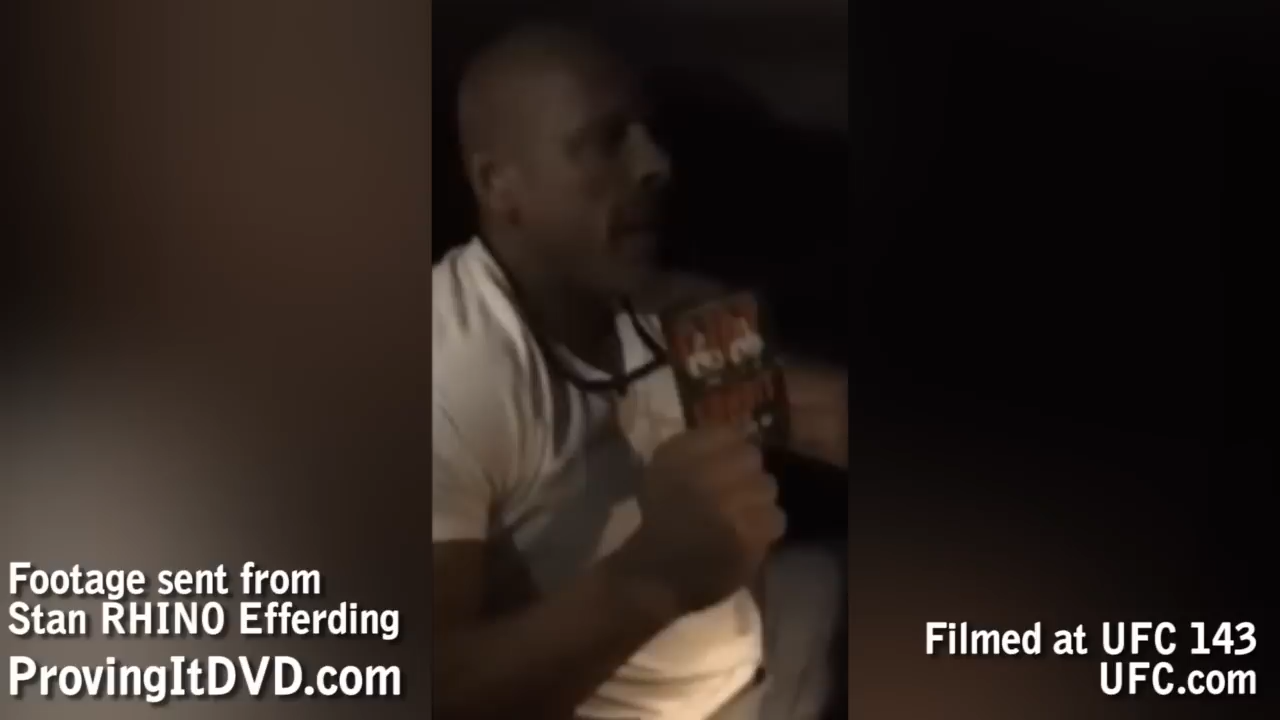 Footage sent from
Stan RHINO Efferding
ProvingItDVD.com
Filmed at UFC 143
UFC.com